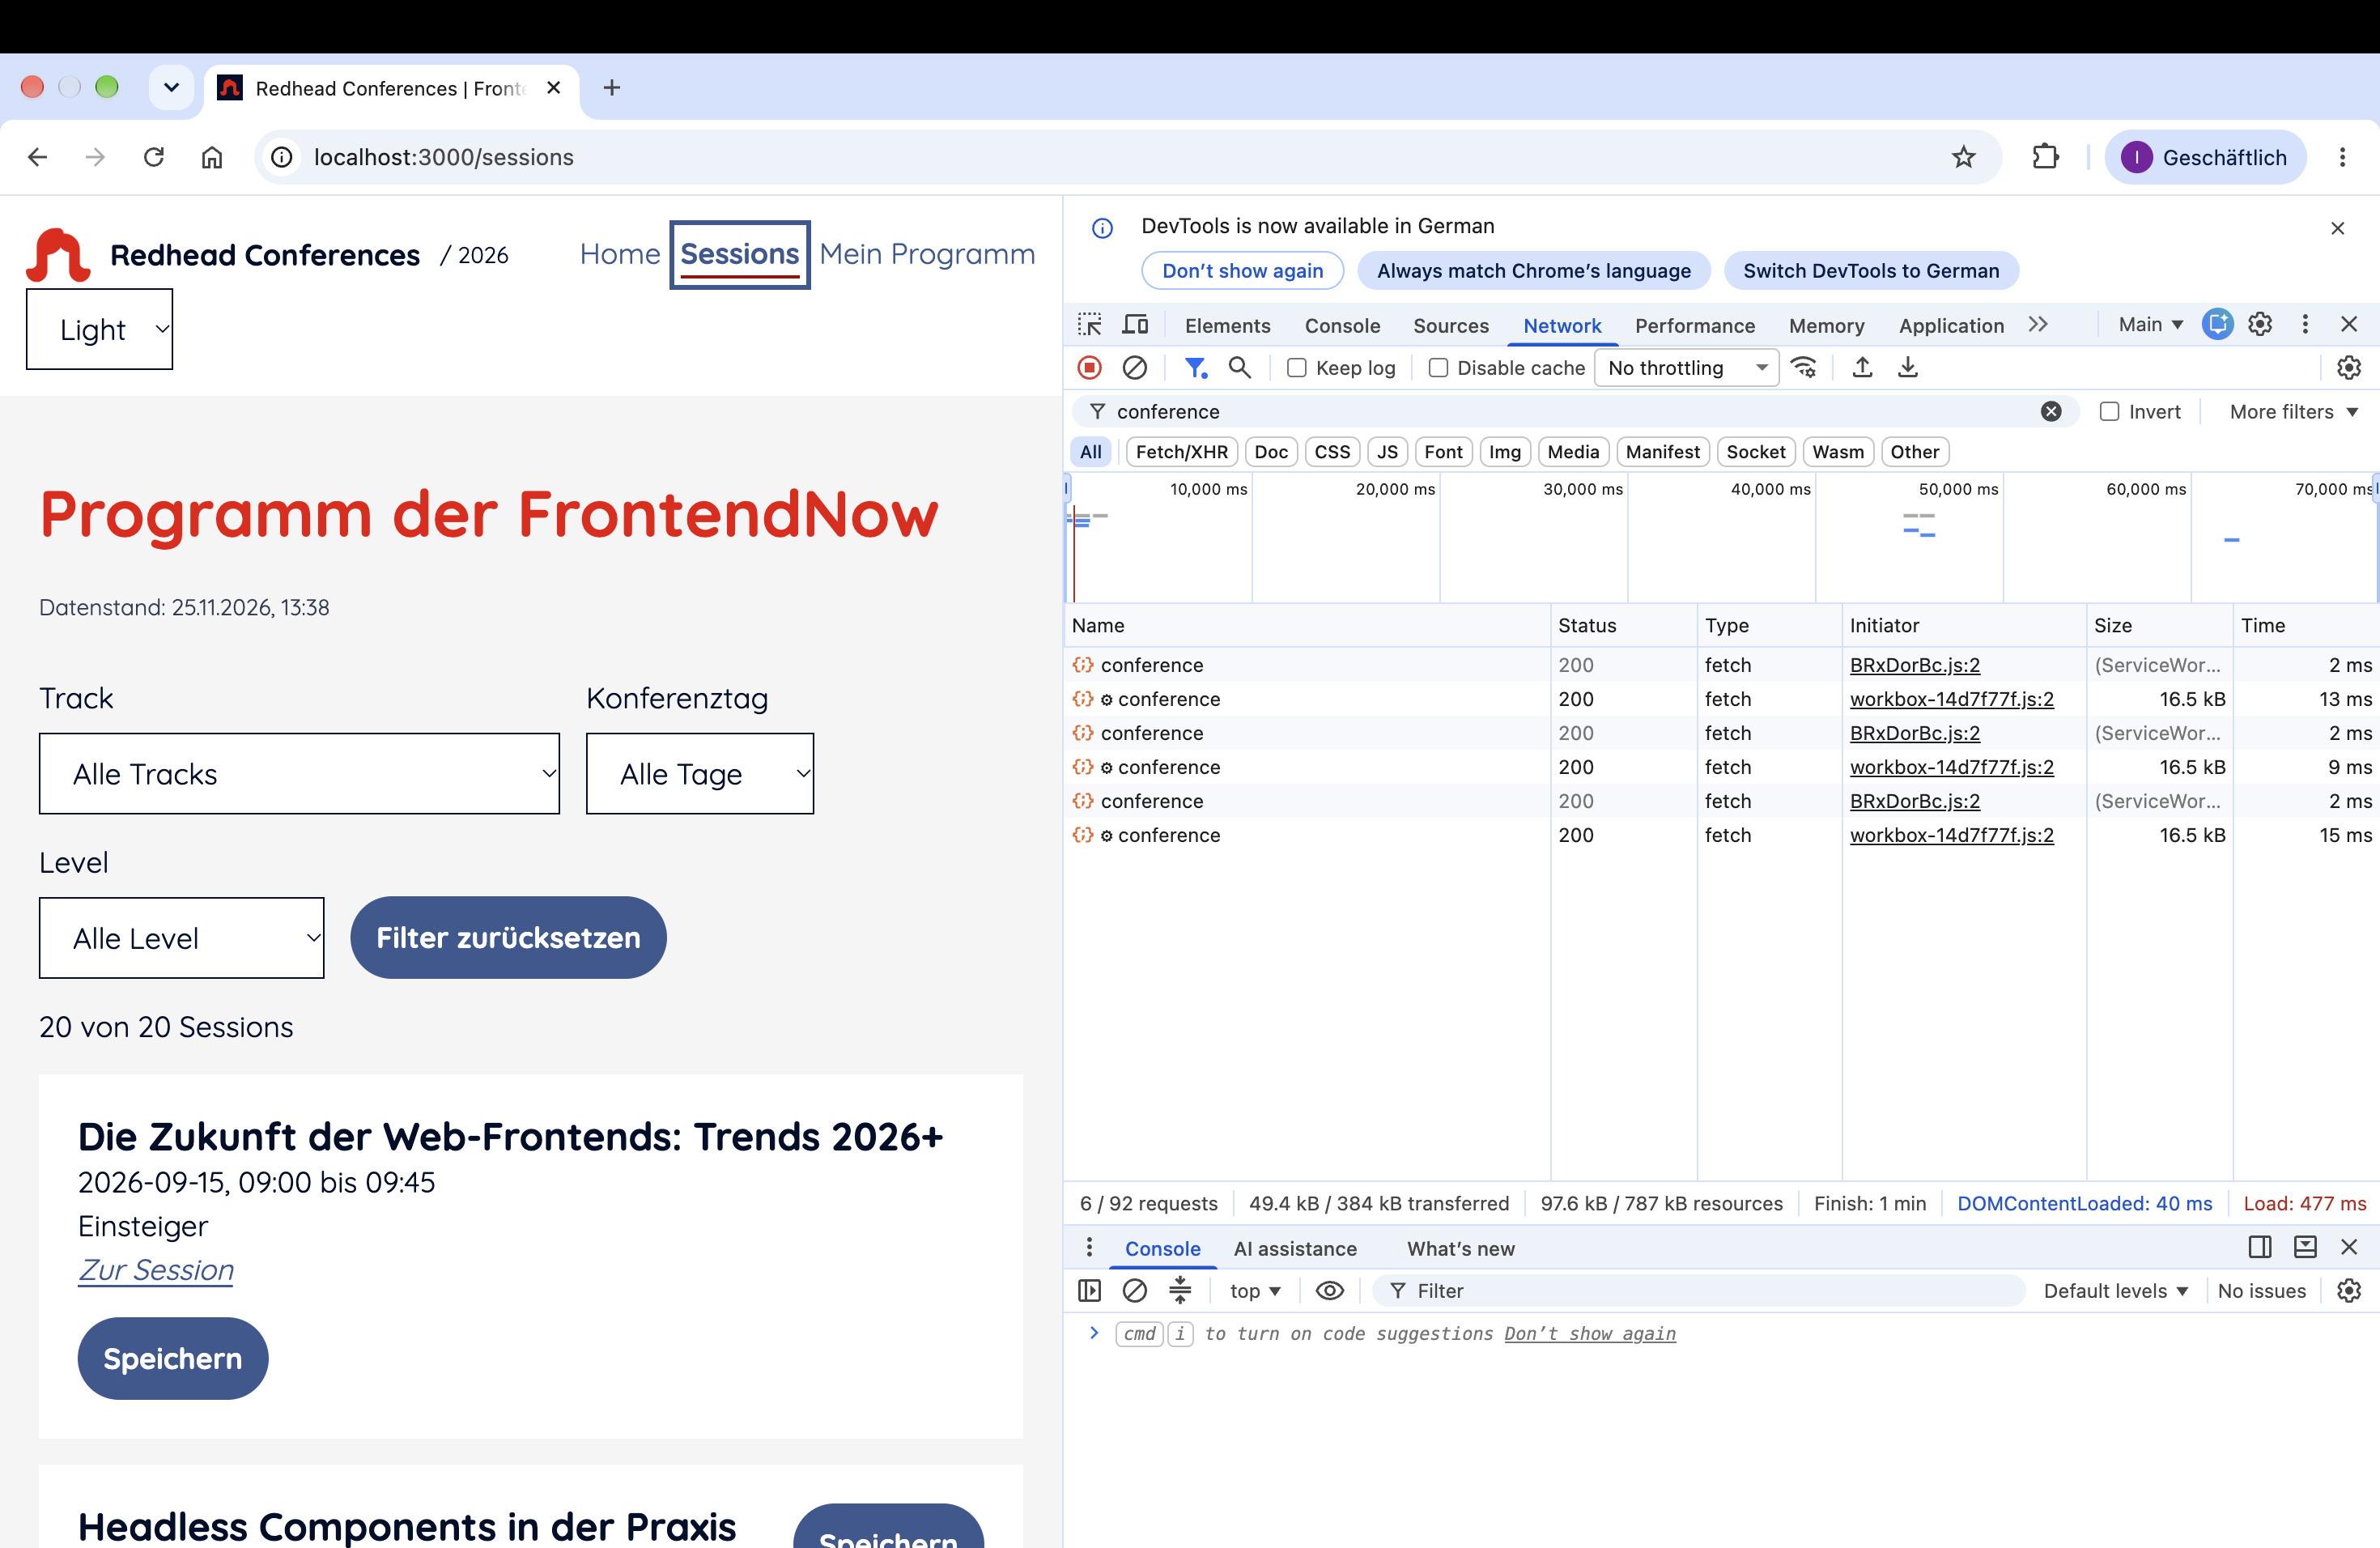 Redhead Conferences | Fronte
localhost:3000/sessions
I Geschäftlich
Redhead Conferences / 2026
Home Sessions Mein Programm
Light
Programm der FrontendNow
Datenstand: 25.11.2026, 13:38
Track Konferenztag
Alle Tracks Alle Tage
Level
Alle Level Filter zurücksetzen
20 von 20 Sessions
Die Zukunft der Web-Frontends: Trends 2026+
2026-09-15, 09:00 bis 09:45
Einsteiger
Zur Session
Speichern
Headless Components in der Praxis
Speichern
DevTools is now available in German
Don’t show again Always match Chrome’s language Switch DevTools to German
Elements Console Sources Network Performance Memory Application Main
Keep log Disable cache No throttling
conference Invert More filters
All Fetch/XHR Doc CSS JS Font Img Media Manifest Socket Wasm Other
10,000 ms 20,000 ms 30,000 ms 40,000 ms 50,000 ms 60,000 ms 70,000 ms
Name Status Type Initiator Size Time
conference 200 fetch BRxDorBc.js:2 (ServiceWor... 2 ms
conference 200 fetch workbox-14d7f77f.js:2 16.5 kB 13 ms
conference 200 fetch BRxDorBc.js:2 (ServiceWor... 2 ms
conference 200 fetch workbox-14d7f77f.js:2 16.5 kB 9 ms
conference 200 fetch BRxDorBc.js:2 (ServiceWor... 2 ms
conference 200 fetch workbox-14d7f77f.js:2 16.5 kB 15 ms
6 / 92 requests 49.4 kB / 384 kB transferred 97.6 kB / 787 kB resources Finish: 1 min DOMContentLoaded: 40 ms Load: 477 ms
Console AI assistance What’s new
top Filter Default levels No issues
cmd i to turn on code suggestions Don’t show again